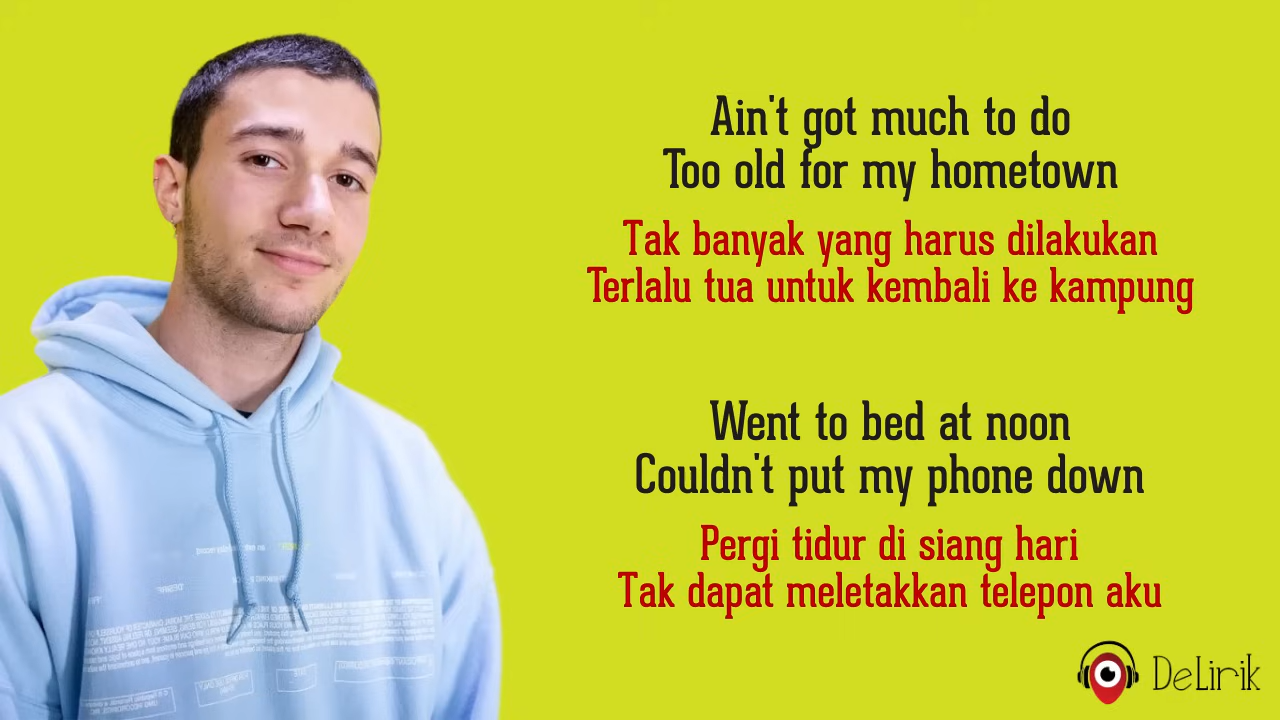 Ain't got much to do
Too old for my hometown
Tak banyak yang harus dilakukan
Terlalu tua untuk kembali ke kampung
Went to bed at noon
Couldn't put my phone down
Pergi tidur di siang hari
Tak dapat meletakkan telepon aku
DeLirik